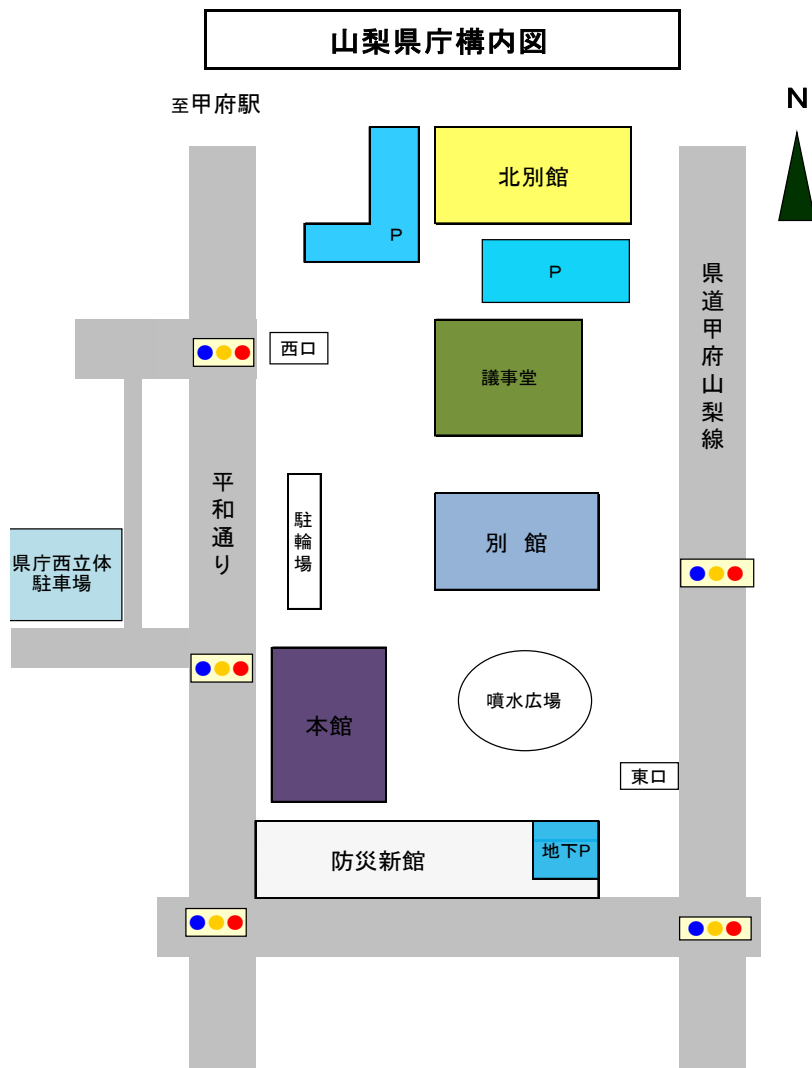 山梨県庁構内図
至甲府駅
N
北別館
P
P
県道甲府山梨線
西口
議事堂
平和通り
駐輪場
別 館
県庁西立体
駐車場
本館
噴水広場
東口
防災新館
地下P